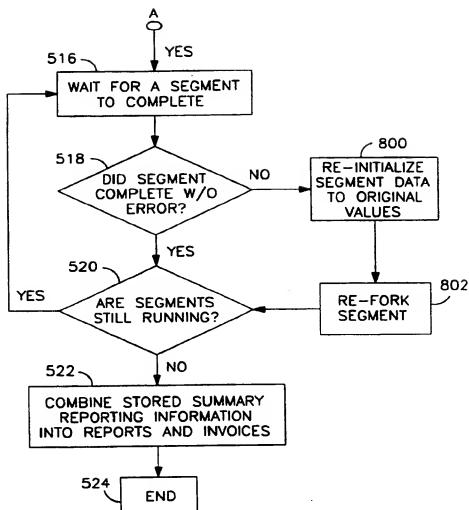 A
YES
516
WAIT FOR A SEGMENT
TO COMPLETE
518
DID SEGMENT
COMPLETE W/O
ERROR?
NO
800
RE-INITIALIZE
SEGMENT DATA
TO ORIGINAL
VALUES
YES
520
YES
ARE SEGMENTS
STILL RUNNING?
802
RE-FORK
SEGMENT
NO
522
COMBINE STORED SUMMARY
REPORTING INFORMATION
INTO REPORTS AND INVOICES
524
END